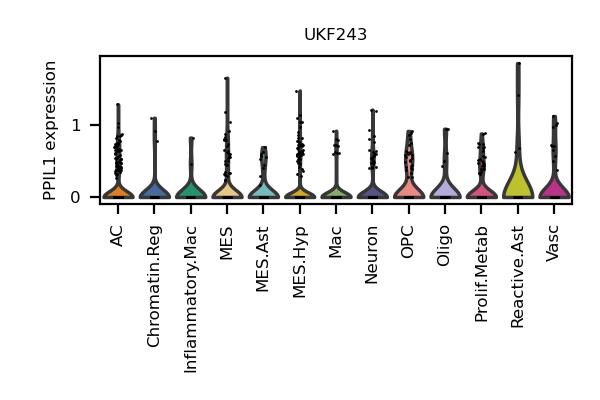 UKF243
PPIL1 expression
1
0
AC
Chromatin.Reg
Inflammatory.Mac
MES
MES.Ast
MES.Hyp
Mac
Neuron
OPC
Oligo
Prolif.Metab
Reactive.Ast
Vasc